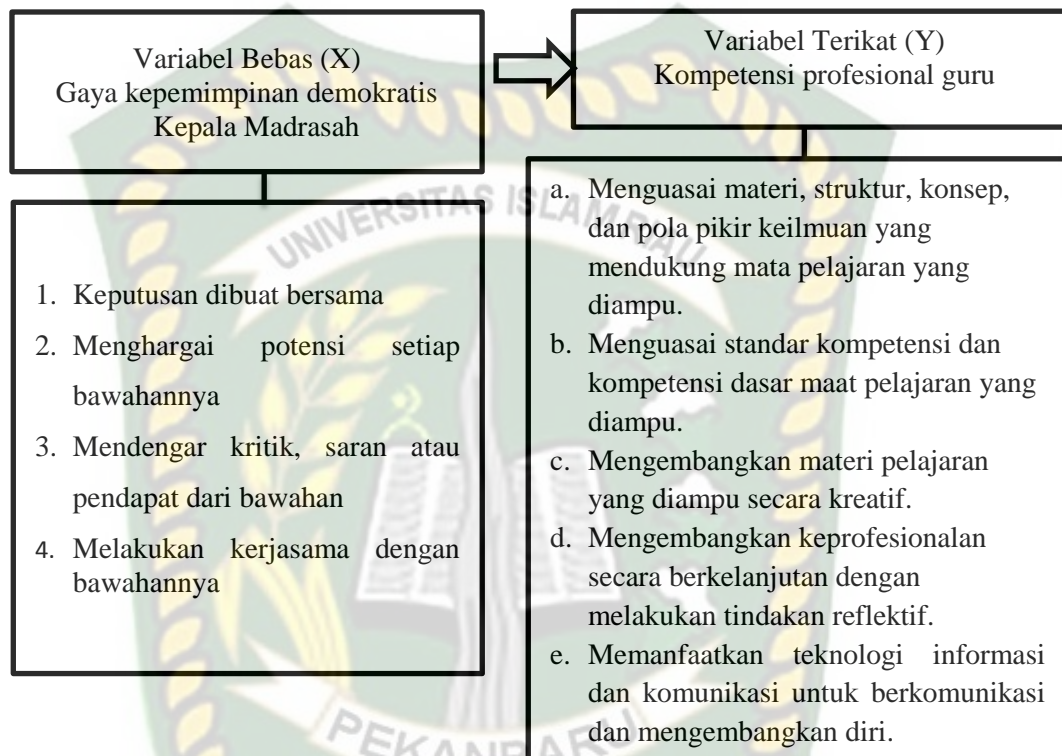 Variabel Bebas (X)
Gaya kepemimpinan demokratis
Kepala Madrasah
Variabel Terikat (Y)
Kompetensi profesional guru
1. Keputusan dibuat bersama
2. Menghargai potensi setiap
bawahannya
3. Mendengar kritik, saran atau
pendapat dari bawahan
4. Melakukan kerjasama dengan
bawahannya
a. Menguasai materi, struktur, konsep,
dan pola pikir keilmuan yang
mendukung mata pelajaran yang
diampu.
b. Menguasai standar kompetensi dan
kompetensi dasar maat pelajaran yang
diampu.
c. Mengembangkan materi pelajaran
yang diampu secara kreatif.
d. Mengembangkan keprofesionalan
secara berkelanjutan dengan
melakukan tindakan reflektif.
e. Memanfaatkan teknologi informasi
dan komunikasi untuk berkomunikasi
dan mengembangkan diri.
UNIVERSITAS ISLAM RIAU
PEKANBARU